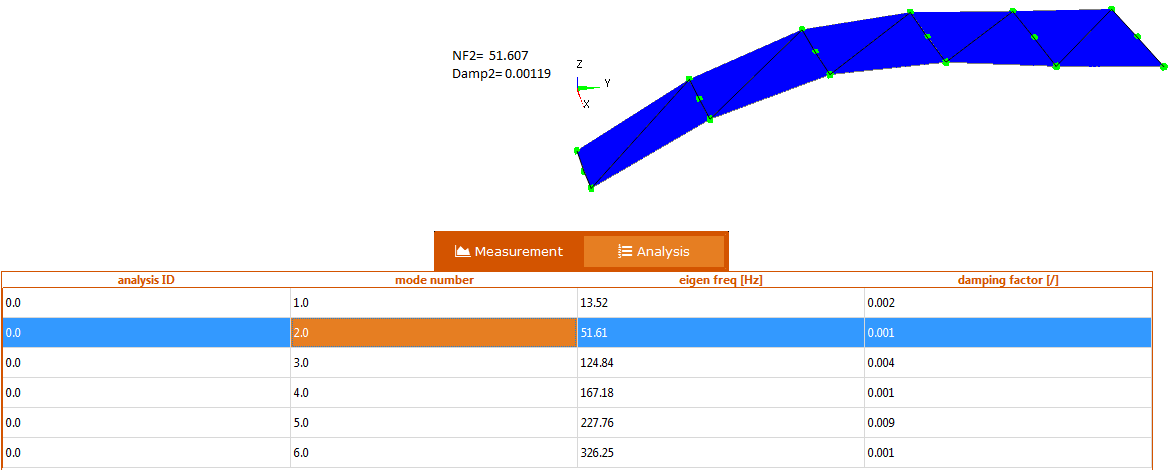 NF2= 51.607
Damp2= 0.00119
Z
Y
X
Measurement Analysis
analysis ID mode number eigen freq [Hz] damping factor [/]
0.0 1.0 13.52 0.002
0.0 2.0 51.61 0.001
0.0 3.0 124.84 0.004
0.0 4.0 167.18 0.001
0.0 5.0 227.76 0.009
0.0 6.0 326.25 0.001